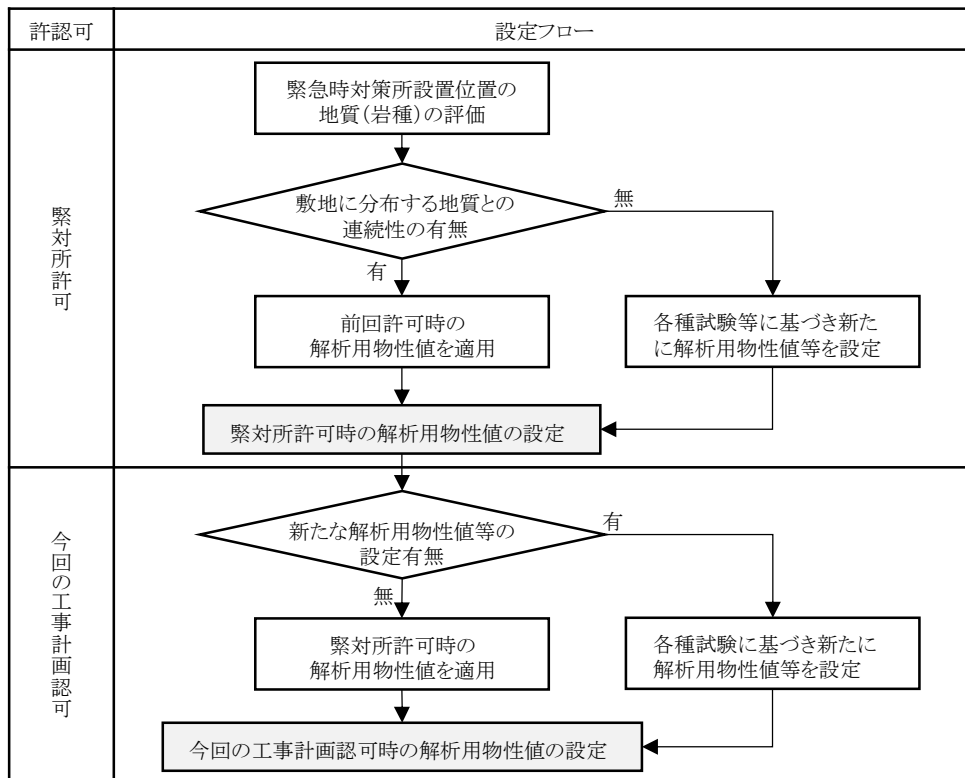 許認可
設定フロー
緊対所許可
緊急時対策所設置位置の
地質(岩種)の評価
敷地に分布する地質との
連続性の有無
無
有
前回許可時の
解析用物性値を適用
各種試験等に基づき新た
に解析用物性値等を設定
緊対所許可時の解析用物性値の設定
今回の工事計画認可
新たな解析用物性値等の
設定有無
有
無
緊対所許可時の
解析用物性値を適用
各種試験に基づき新たに
解析用物性値等を設定
今回の工事計画認可時の解析用物性値の設定